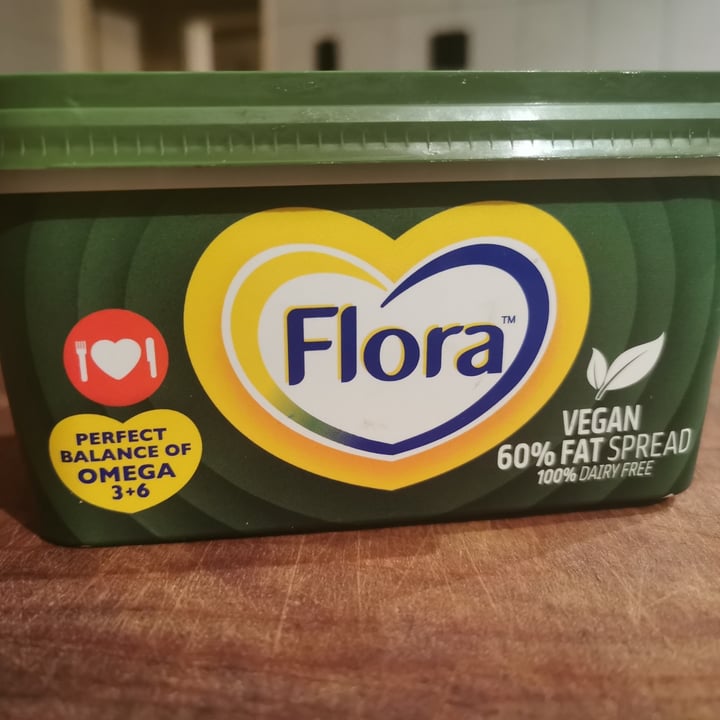 Flora™
PERFECT
BALANCE OF
OMEGA
3+6
VEGAN
60% FAT SPREAD
100% DAIRY FREE